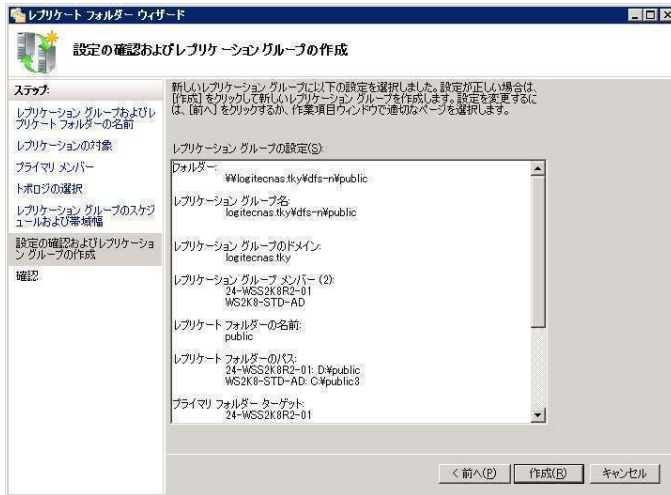 レプリケート フォルダー ウィザード
設定の確認およびレプリケーション グループの作成
ステップ:
レプリケーション グループおよびレ
プリケート フォルダーの名前
レプリケーションの対象
プライマリ メンバー
トポロジの選択
レプリケーション グループのスケジ
ュールおよび帯域幅
設定の確認およびレプリケーショ
ン グループの作成
確認
新しいレプリケーション グループに以下の設定を選択しました。設定が正しい場合は、
[作成] をクリックして新しいレプリケーション グループを作成します。設定を変更するに
は、[前へ] をクリックするか、作業項目ウィンドウで適切なページを選択します。
レプリケーション グループの設定(S):
フォルダー:
¥¥logitecnas.tky¥dfs-n¥public
レプリケーション グループ名:
logitecnas.tky¥dfs-n¥public
レプリケーション グループのドメイン:
logitecnas.tky
レプリケーション グループ メンバー (2):
24-WSS2K8R2-01
WS2K8-STD-AD
レプリケート フォルダーの名前:
public
レプリケート フォルダーのパス:
24-WSS2K8R2-01: D:¥public
WS2K8-STD-AD: C:¥public3
プライマリ フォルダー ターゲット:
24-WSS2K8R2-01
< 前へ(P)
作成(R)
キャンセル